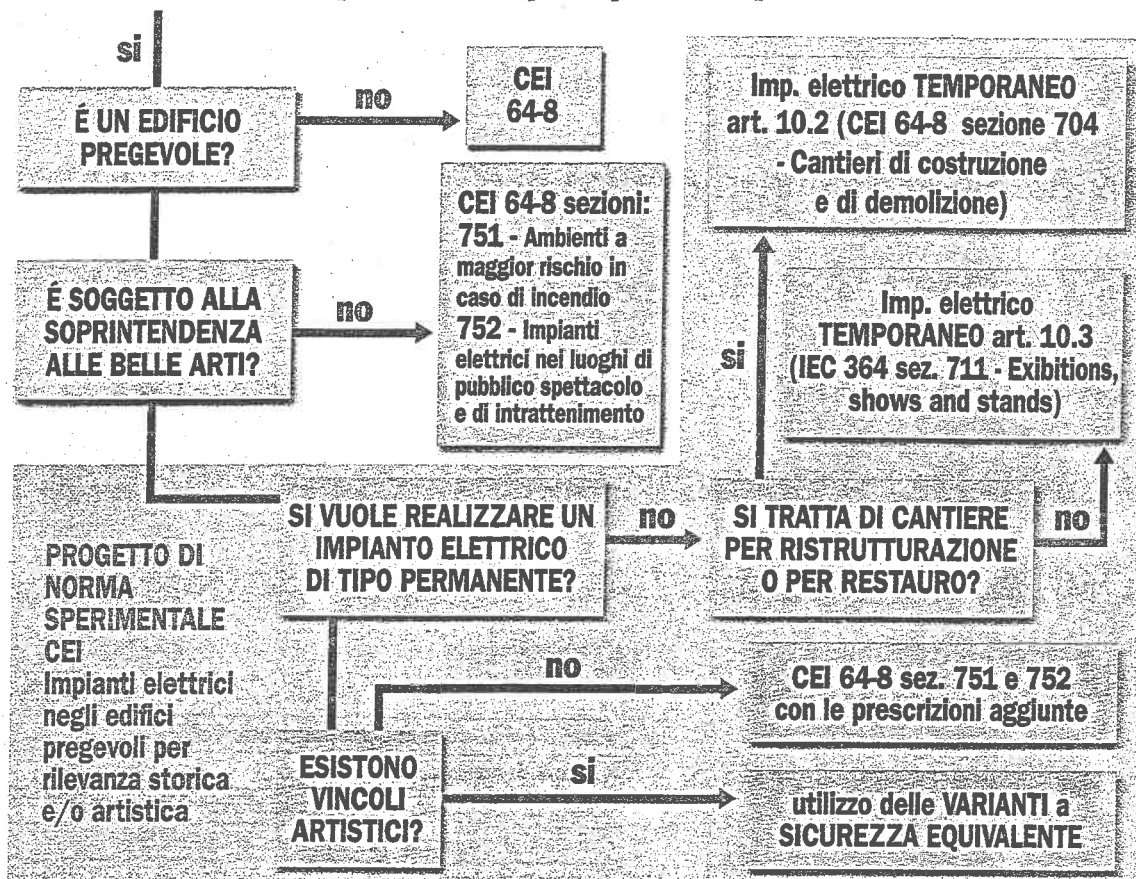 si
É UN EDIFICIO
PREGEVOLE?
no
CEI
64-8
É SOGGETTO ALLA
SOPRINTENDENZA
ALLE BELLE ARTI?
no
CEI 64-8 sezioni:
751 - Ambienti a
maggior rischio in
caso di incendio
752 - Impianti
elettrici nei luoghi di
pubblico spettacolo
e di intrattenimento
Imp. elettrico TEMPORANEO
art. 10.2 (CEI 64-8 sezione 704
- Cantieri di costruzione
e di demolizione)
si
Imp. elettrico
TEMPORANEO art. 10.3
(IEC 364 sez. 711 - Exibitions,
shows and stands)
SI VUOLE REALIZZARE UN
IMPIANTO ELETTRICO
DI TIPO PERMANENTE?
no
SI TRATTA DI CANTIERE
PER RISTRUTTURAZIONE
O PER RESTAURO?
no
PROGETTO DI
NORMA
SPERIMENTALE
CEI
Impianti elettrici
negli edifici
pregevoli per
rilevanza storica
e/o artistica
no
CEI 64-8 sez. 751 e 752
con le prescrizioni aggiunte
ESISTONO
VINCOLI
ARTISTICI?
si
utilizzo delle VARIANTI a
SICUREZZA EQUIVALENTE